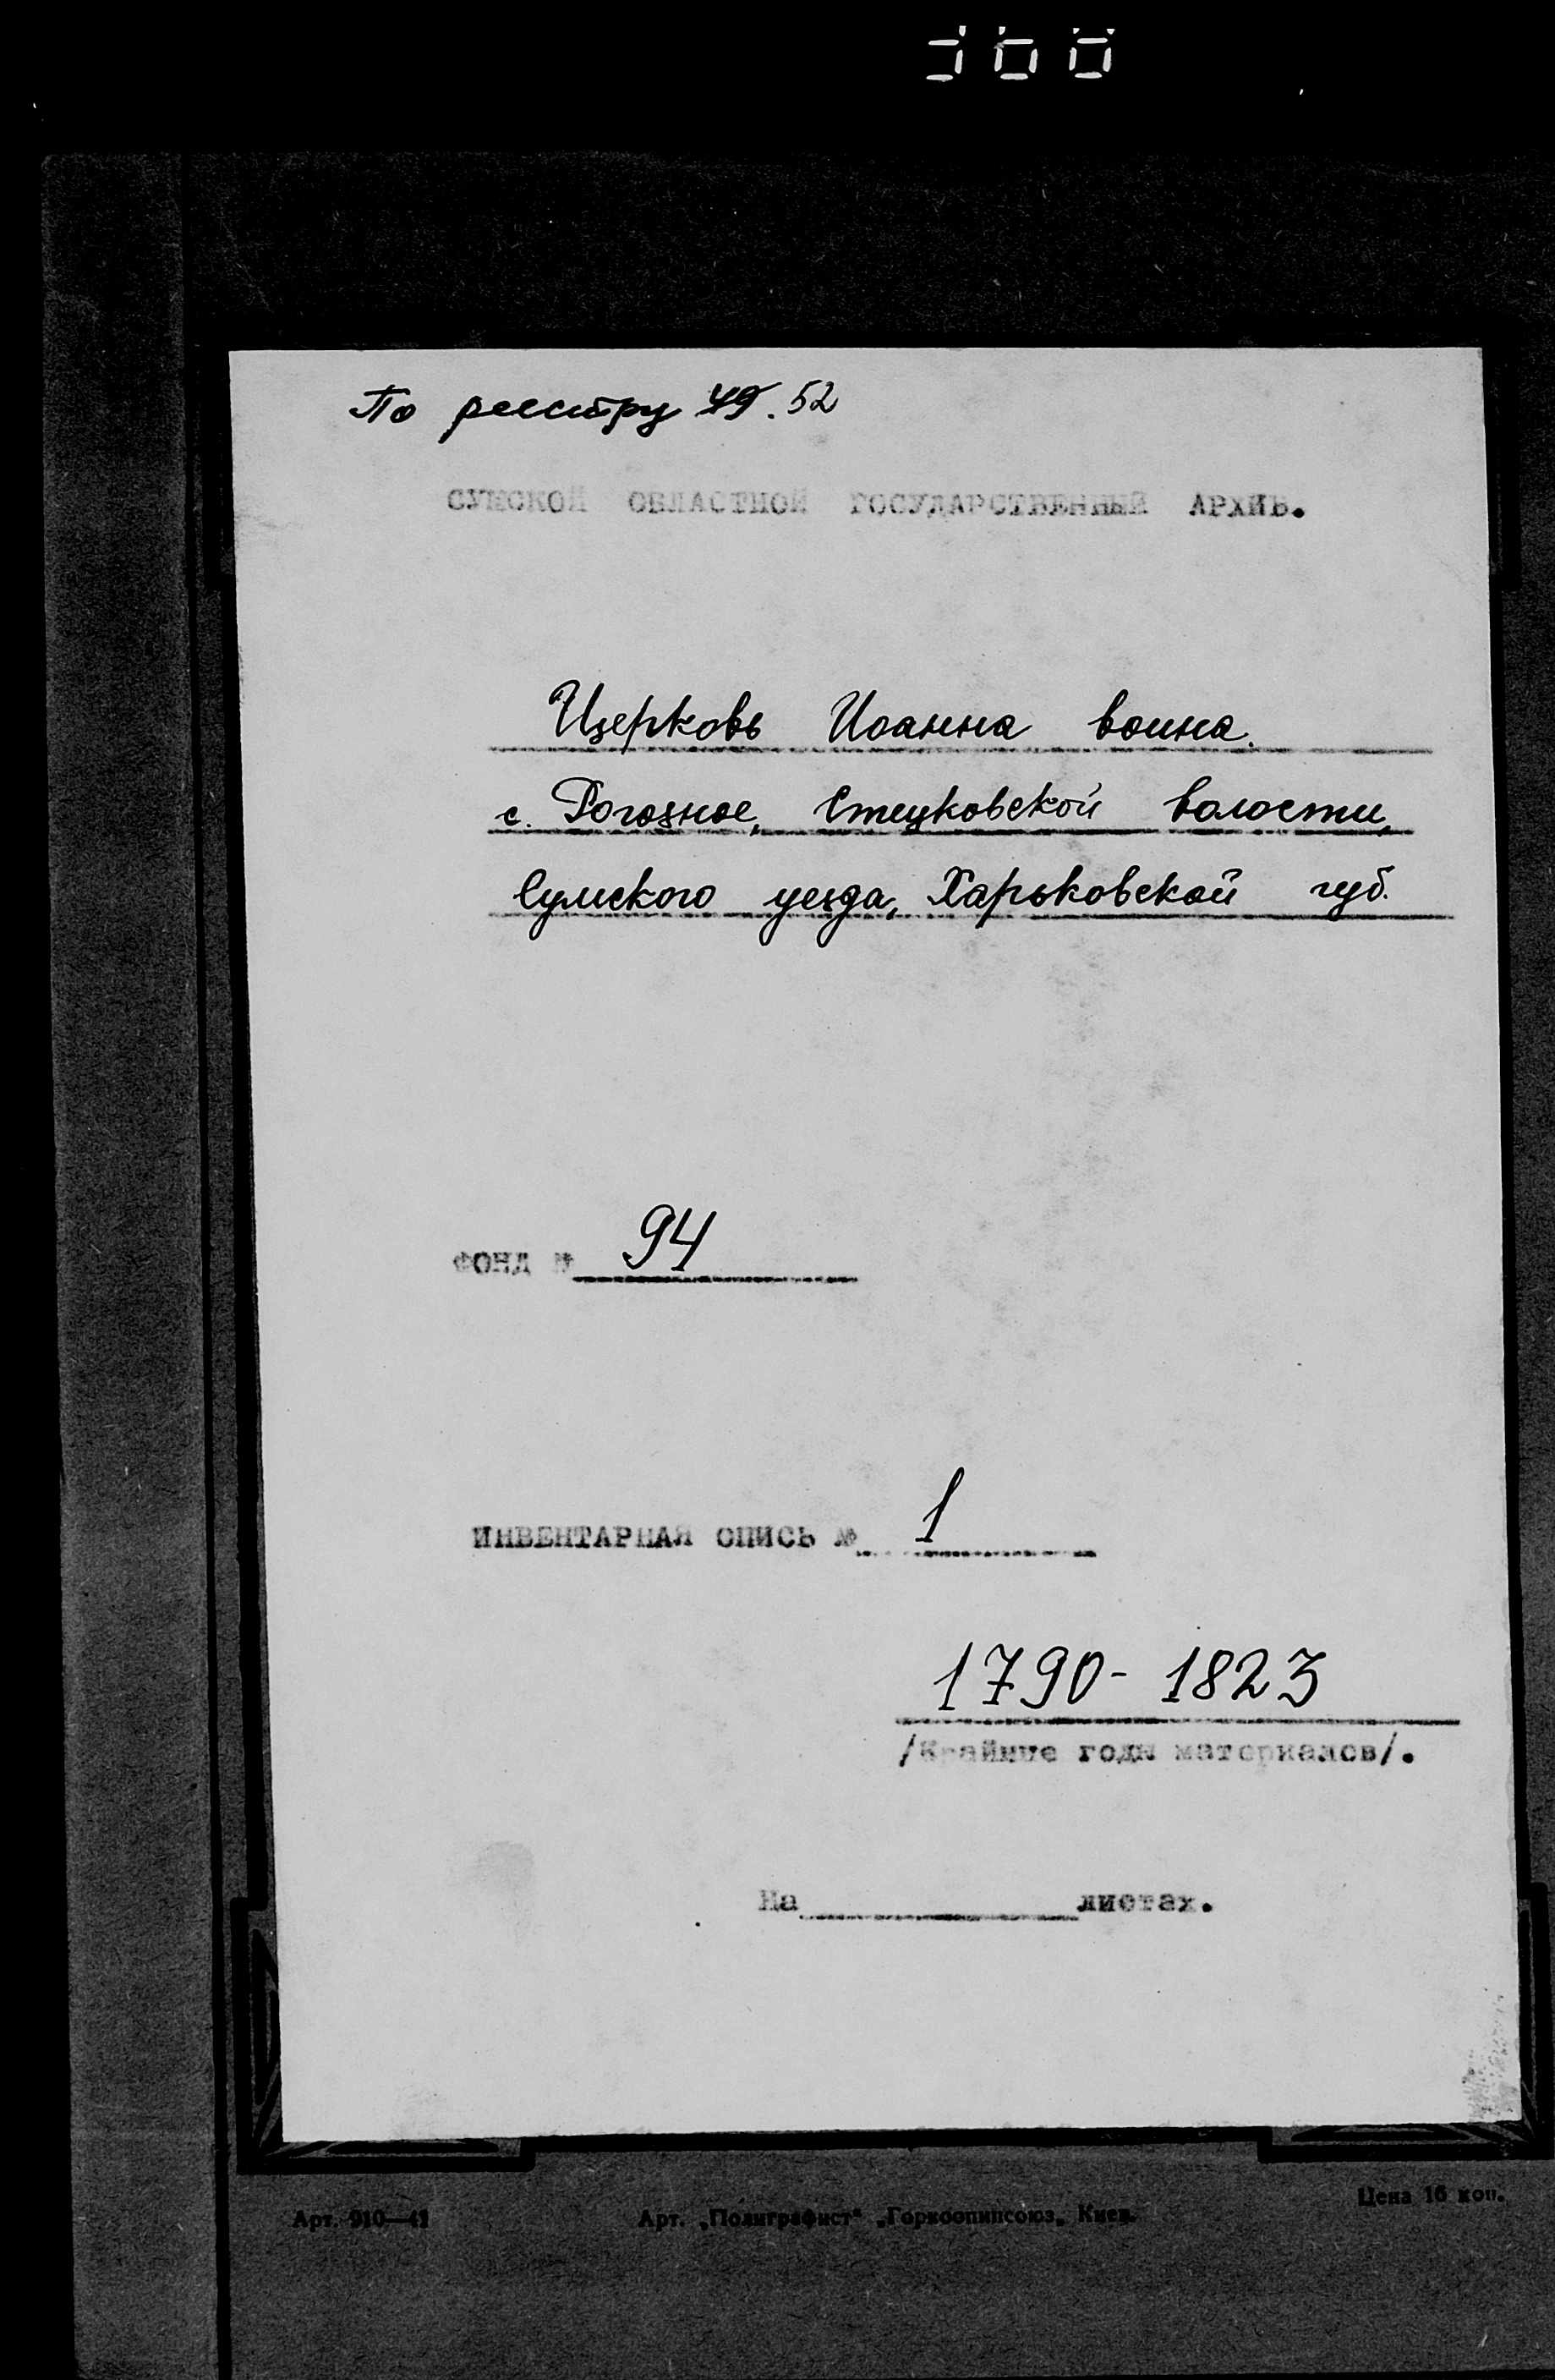 По реестру 49. 52
СУМСКОЙ ОБЛАСТНОЙ ГОСУДАРСТВЕННЫЙ АРХИВ.
Церковь Иоанна воина.
с. Рогозное, Стецковской волости,
Сумского уезда, Харьковской губ.
ФОНД № 94
ИНВЕНТАРНАЯ ОПИСЬ № 1
1790- 1823
/Крайние годы материалов/.
На листах.
Цена 16 коп.
Арт. 910—41 Арт. „Полиграфист“ „Горкоопинсоюз„ Киев.